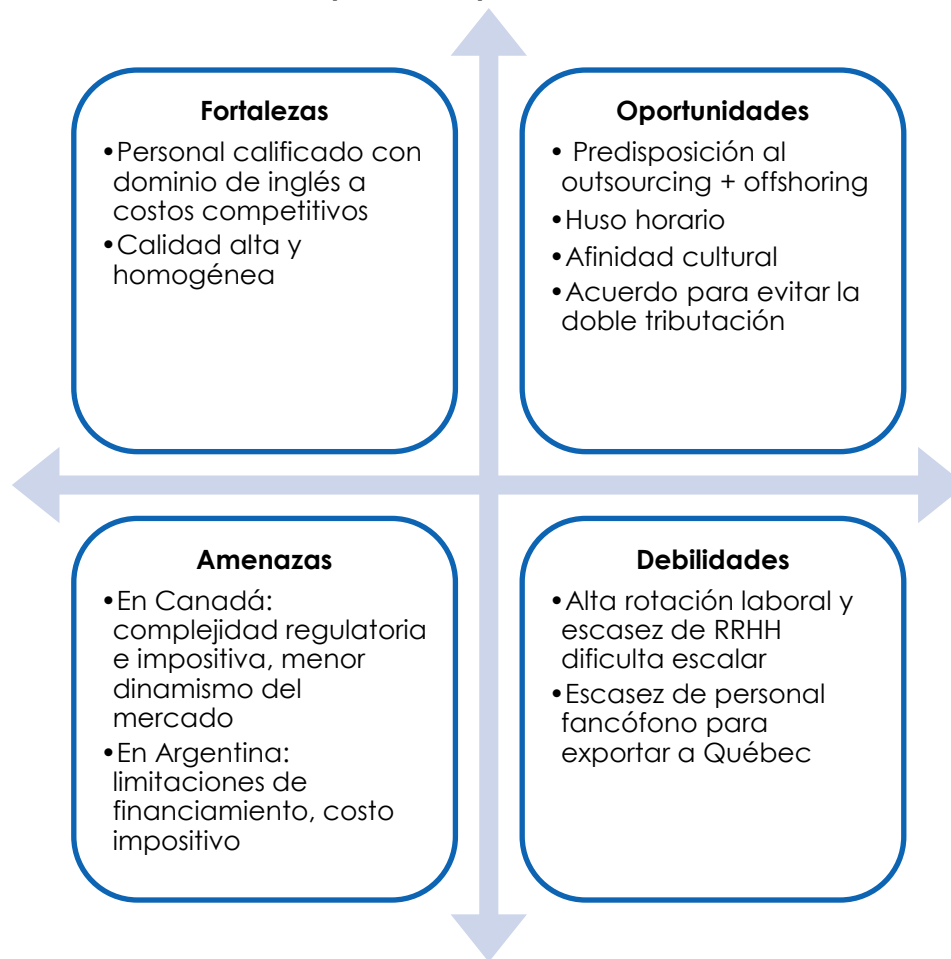 Fortalezas
•Personal calificado con
dominio de inglés a
costos competitivos
•Calidad alta y
homogénea
Oportunidades
• Predisposición al
outsourcing + offshoring
•Huso horario
•Afinidad cultural
•Acuerdo para evitar la
doble tributación
Amenazas
•En Canadá:
complejidad regulatoria
e impositiva, menor
dinamismo del
mercado
•En Argentina:
limitaciones de
financiamiento, costo
impositivo
Debilidades
•Alta rotación laboral y
escasez de RRHH
dificulta escalar
•Escasez de personal
fancófono para
exportar a Québec